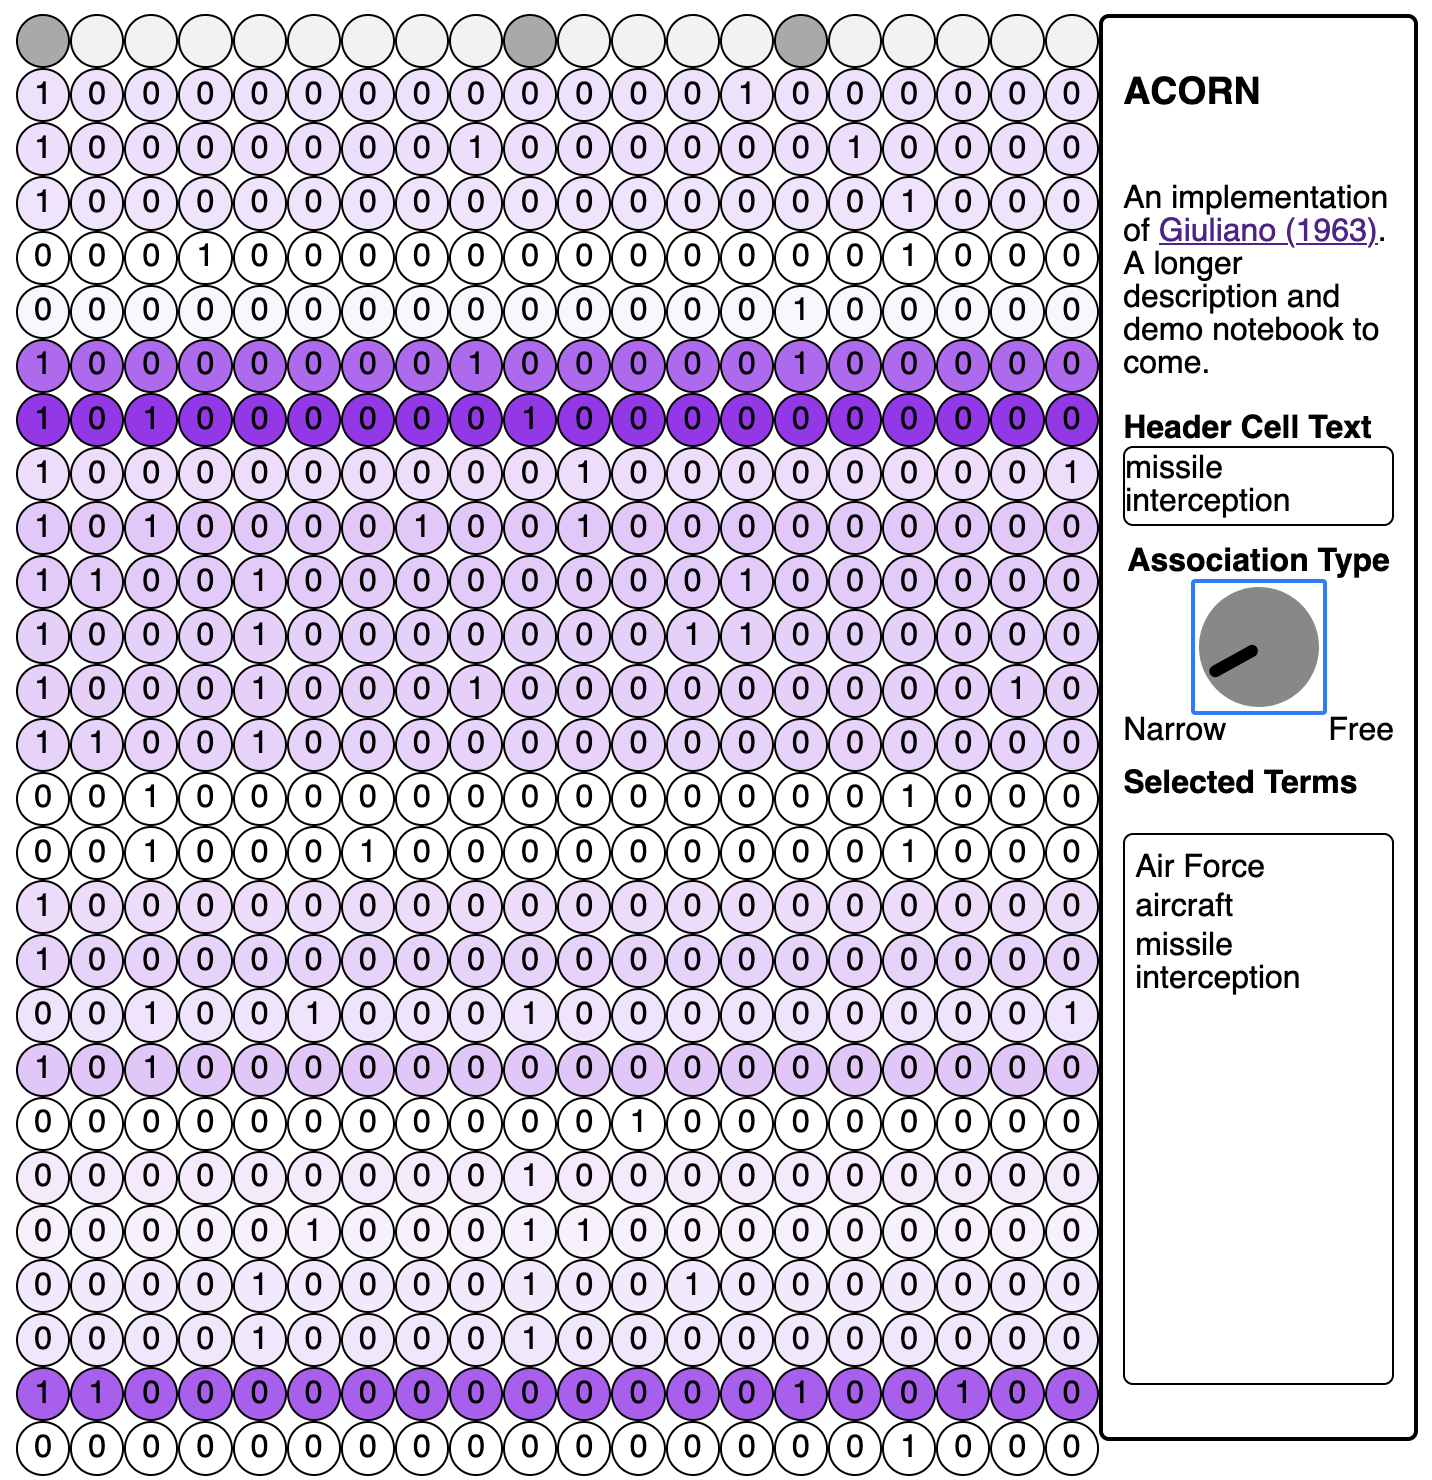 1 0 0 0 0 0 0 0 0 0 0 0 0 1 0 0 0 0 0 0
1 0 0 0 0 0 0 0 1 0 0 0 0 0 0 1 0 0 0 0
1 0 0 0 0 0 0 0 0 0 0 0 0 0 0 0 1 0 0 0
0 0 0 1 0 0 0 0 0 0 0 0 0 0 0 0 1 0 0 0
0 0 0 0 0 0 0 0 0 0 0 0 0 0 1 0 0 0 0 0
1 0 0 0 0 0 0 0 1 0 0 0 0 0 1 0 0 0 0 0
1 0 1 0 0 0 0 0 0 1 0 0 0 0 0 0 0 0 0 0
1 0 0 0 0 0 0 0 0 0 1 0 0 0 0 0 0 0 0 1
1 0 1 0 0 0 0 1 0 0 1 0 0 0 0 0 0 0 0 0
1 1 0 0 1 0 0 0 0 0 0 0 0 1 0 0 0 0 0 0
1 0 0 0 1 0 0 0 0 0 0 0 1 1 0 0 0 0 0 0
1 0 0 0 1 0 0 0 1 0 0 0 0 0 0 0 0 0 1 0
1 1 0 0 1 0 0 0 0 0 0 0 0 0 0 0 0 0 0 0
0 0 1 0 0 0 0 0 0 0 0 0 0 0 0 0 1 0 0 0
0 0 1 0 0 0 1 0 0 0 0 0 0 0 0 0 1 0 0 0
1 0 0 0 0 0 0 0 0 0 0 0 0 0 0 0 0 0 0 0
1 0 0 0 0 0 0 0 0 0 0 0 0 0 0 0 0 0 0 0
0 0 1 0 0 1 0 0 0 1 0 0 0 0 0 0 0 0 0 1
1 0 1 0 0 0 0 0 0 0 0 0 0 0 0 0 0 0 0 0
0 0 0 0 0 0 0 0 0 0 0 1 0 0 0 0 0 0 0 0
0 0 0 0 0 0 0 0 0 1 0 0 0 0 0 0 0 0 0 0
0 0 0 0 0 1 0 0 0 1 1 0 0 0 0 0 0 0 0 0
0 0 0 0 1 0 0 0 0 1 0 0 1 0 0 0 0 0 0 0
0 0 0 0 1 0 0 0 0 1 0 0 0 0 0 0 0 0 0 0
1 1 0 0 0 0 0 0 0 0 0 0 0 0 1 0 0 1 0 0
0 0 0 0 0 0 0 0 0 0 0 0 0 0 0 0 1 0 0 0
ACORN
An implementation
of Giuliano (1963).
A longer
description and
demo notebook to
come.
Header Cell Text
missile
interception
Association Type
Narrow Free
Selected Terms
Air Force
aircraft
missile
interception